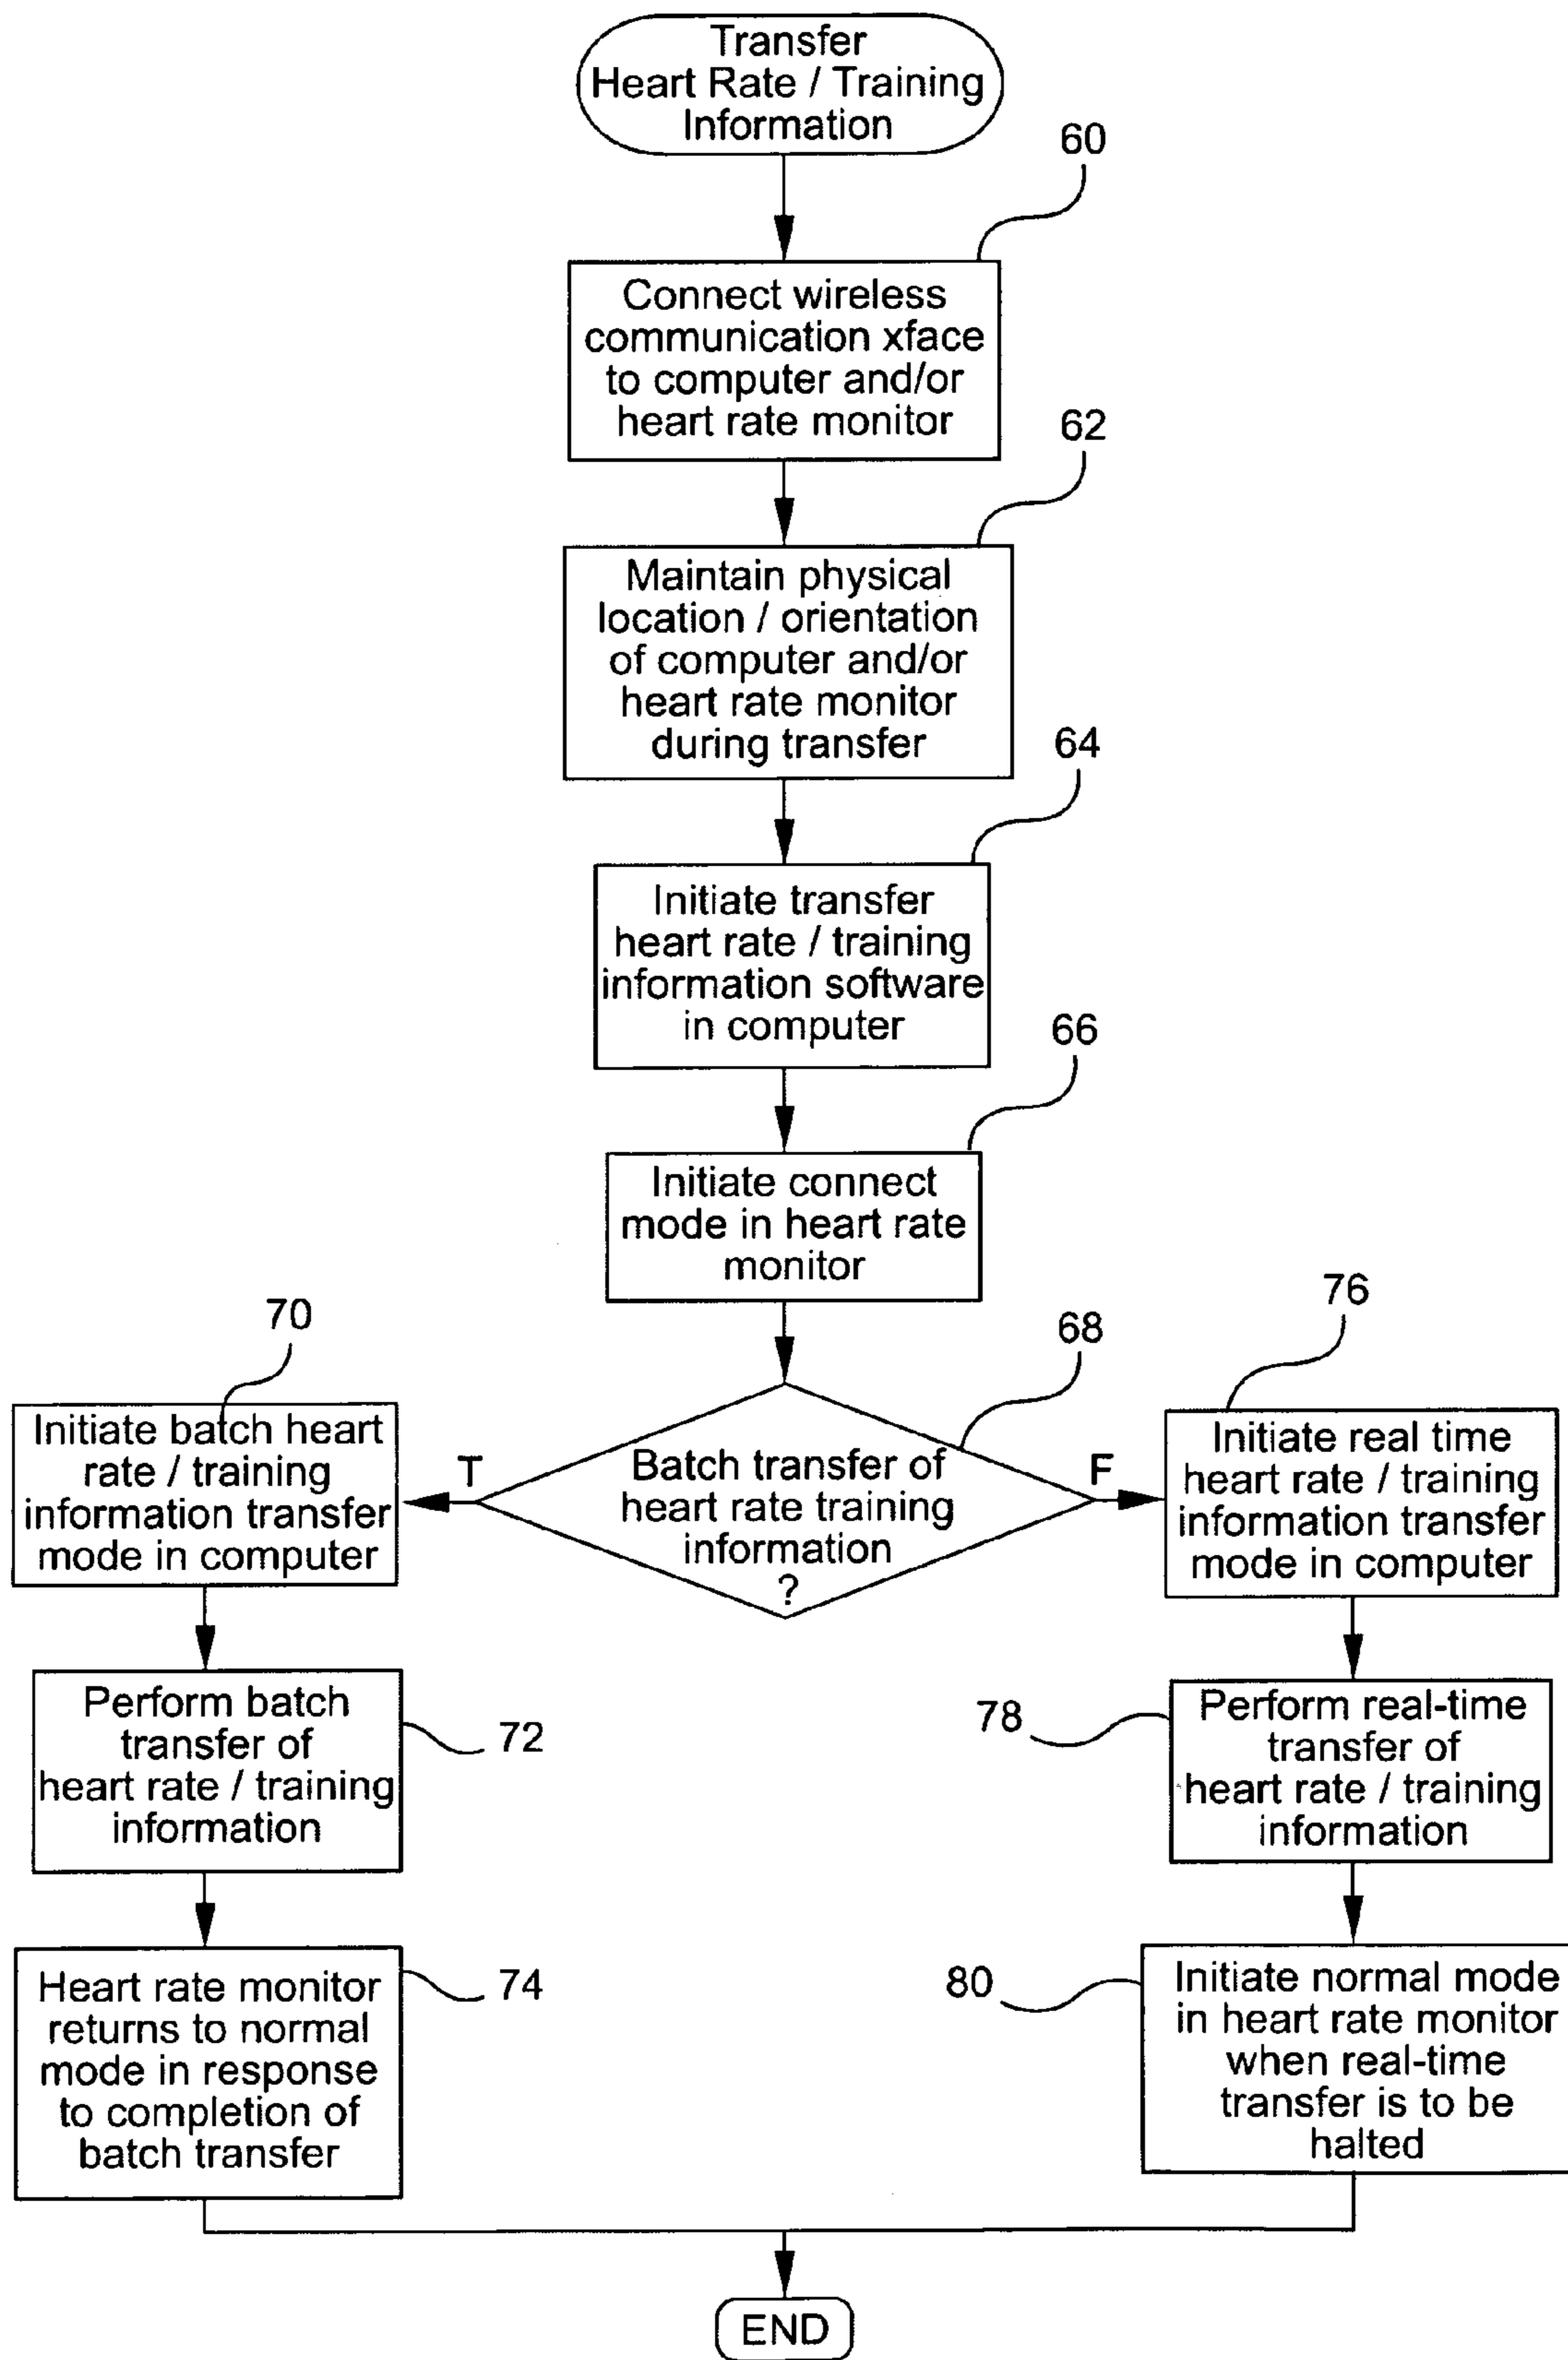 Transfer
Heart Rate / Training
Information
60
Connect wireless
communication xface
to computer and/or
heart rate monitor
62
Maintain physical
location / orientation
of computer and/or
heart rate monitor
during transfer
64
Initiate transfer
heart rate / training
information software
in computer
66
Initiate connect
mode in heart rate
monitor
68
Batch transfer of
heart rate training
information
?
T
70
Initiate batch heart
rate / training
information transfer
mode in computer
72
Perform batch
transfer of
heart rate / training
information
74
Heart rate monitor
returns to normal
mode in response
to completion of
batch transfer
F
76
Initiate real time
heart rate / training
information transfer
mode in computer
78
Perform real-time
transfer of
heart rate / training
information
80
Initiate normal mode
in heart rate monitor
when real-time
transfer is to be
halted
END